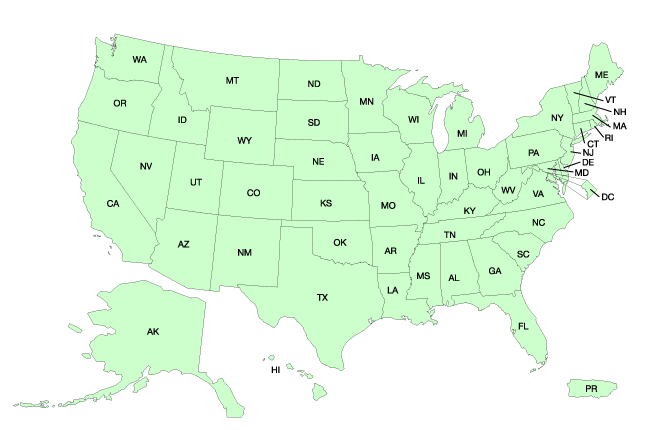 WA
MT
ND
MN
ME
VT
NH
OR
ID
SD
WI
MI
NY
MA
RI
WY
CT
NJ
PA
DE
MD
NE
IA
NV
UT
CO
IL
IN
OH
WV
VA
DC
CA
KS
MO
KY
NC
TN
AZ
NM
OK
AR
SC
MS
AL
GA
LA
TX
FL
AK
HI
PR